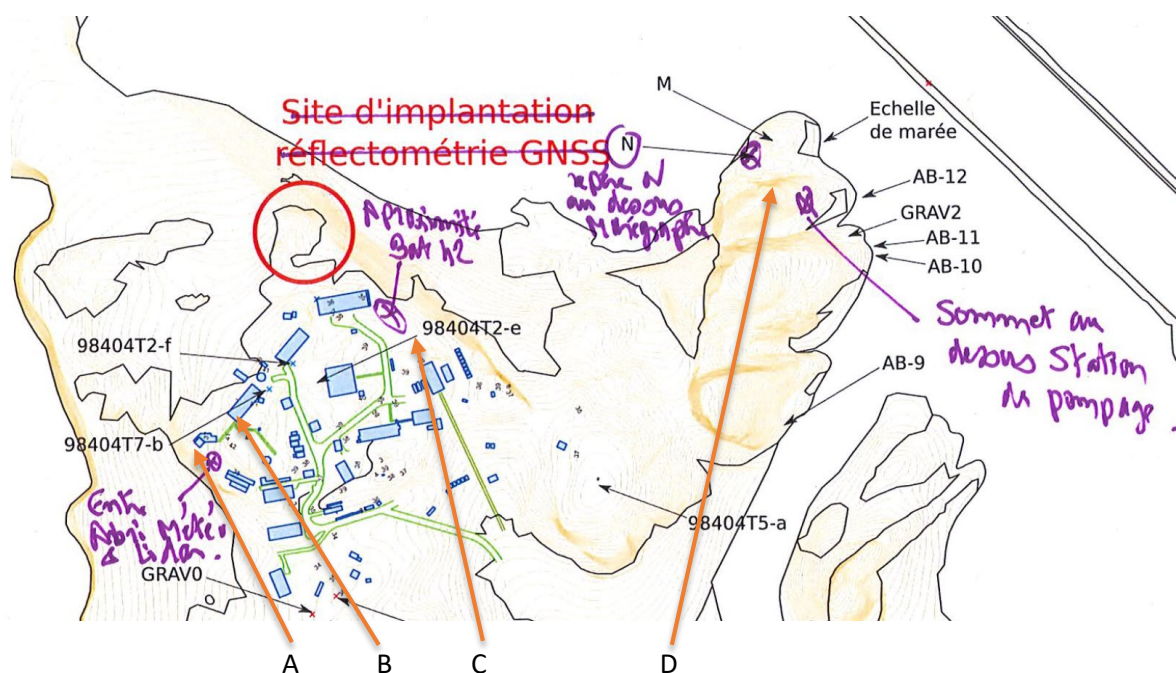 M
Site d'implantation
réflectométrie GNSS
N
Echelle
de marée
repère N
au dessous
Marégraphe
AB-12
GRAV2
AB-11
AB-10
A proximité
Bat 42
98404T2-e
98404T2-f
98404T7-b
Sommet au
dessous Station
de pompage.
AB-9
98404T5-a
Entre
Abri Météo
& Lidar.
GRAV0
A
B
C
D